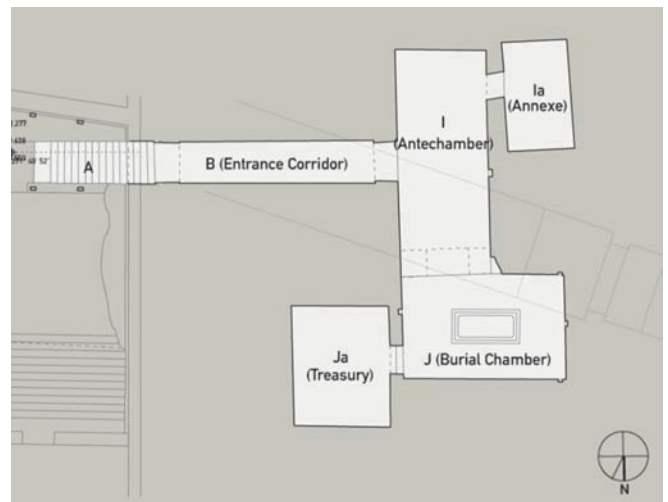 I
(Antechamber)
Ia
(Annexe)
A
B (Entrance Corridor)
Ja
(Treasury)
J (Burial Chamber)
N